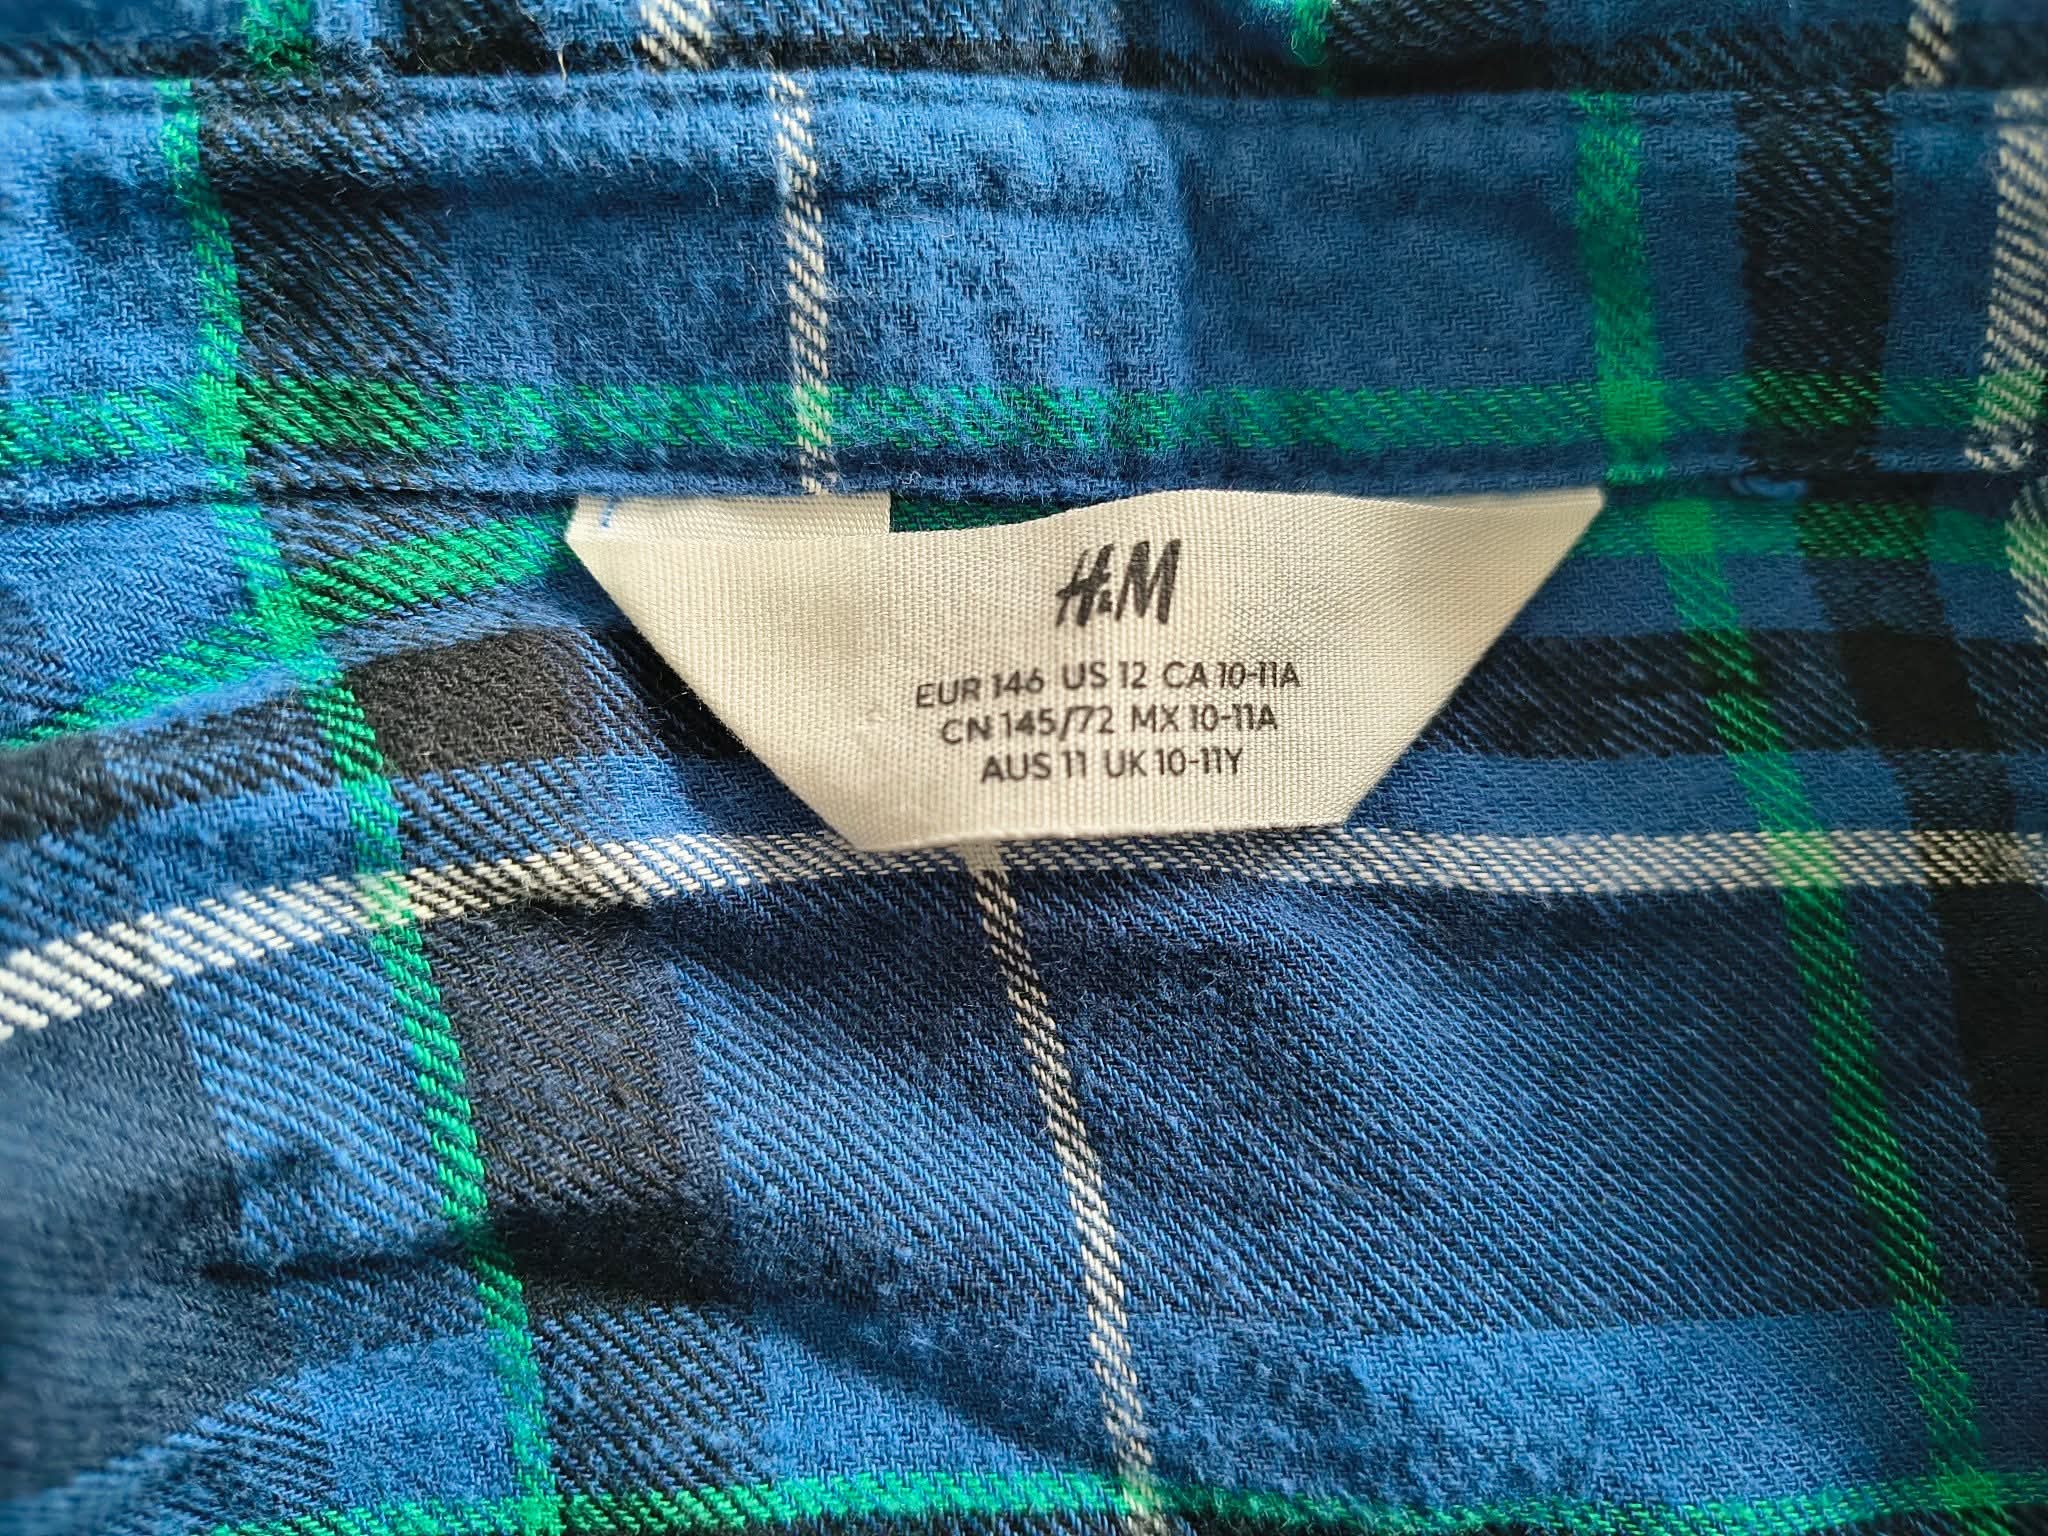 H&M
EUR 146 US 12 CA 10-11A
CN 145/72 MX 10-11A
AUS 11 UK 10-11Y